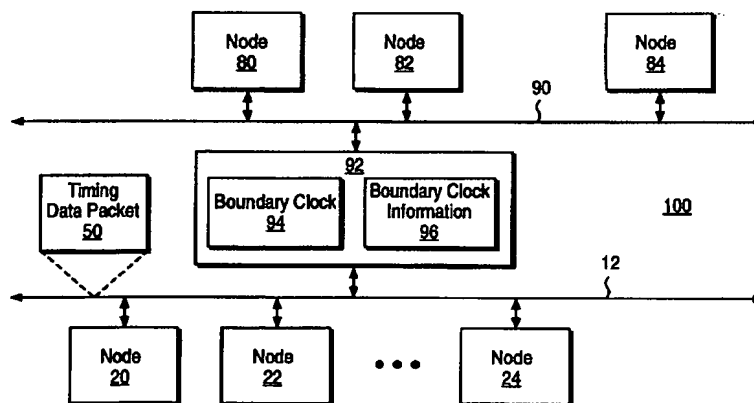 Node
80
Node
82
Node
84
90
92
Boundary Clock
94
Boundary Clock
Information
96
100
Timing
Data Packet
50
12
Node
20
Node
22
Node
24